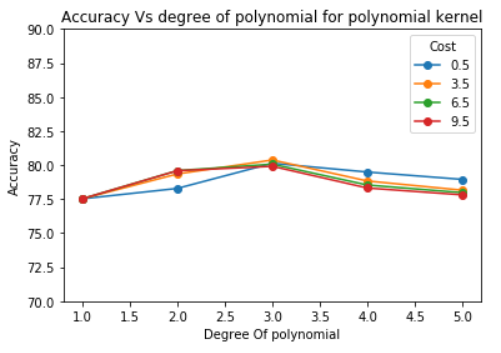 Accuracy Vs degree of polynomial for polynomial kernel
90.0
87.5
85.0
82.5
80.0
77.5
75.0
72.5
70.0
Accuracy
Cost
0.5
3.5
6.5
9.5
1.0 1.5 2.0 2.5 3.0 3.5 4.0 4.5 5.0
Degree Of polynomial